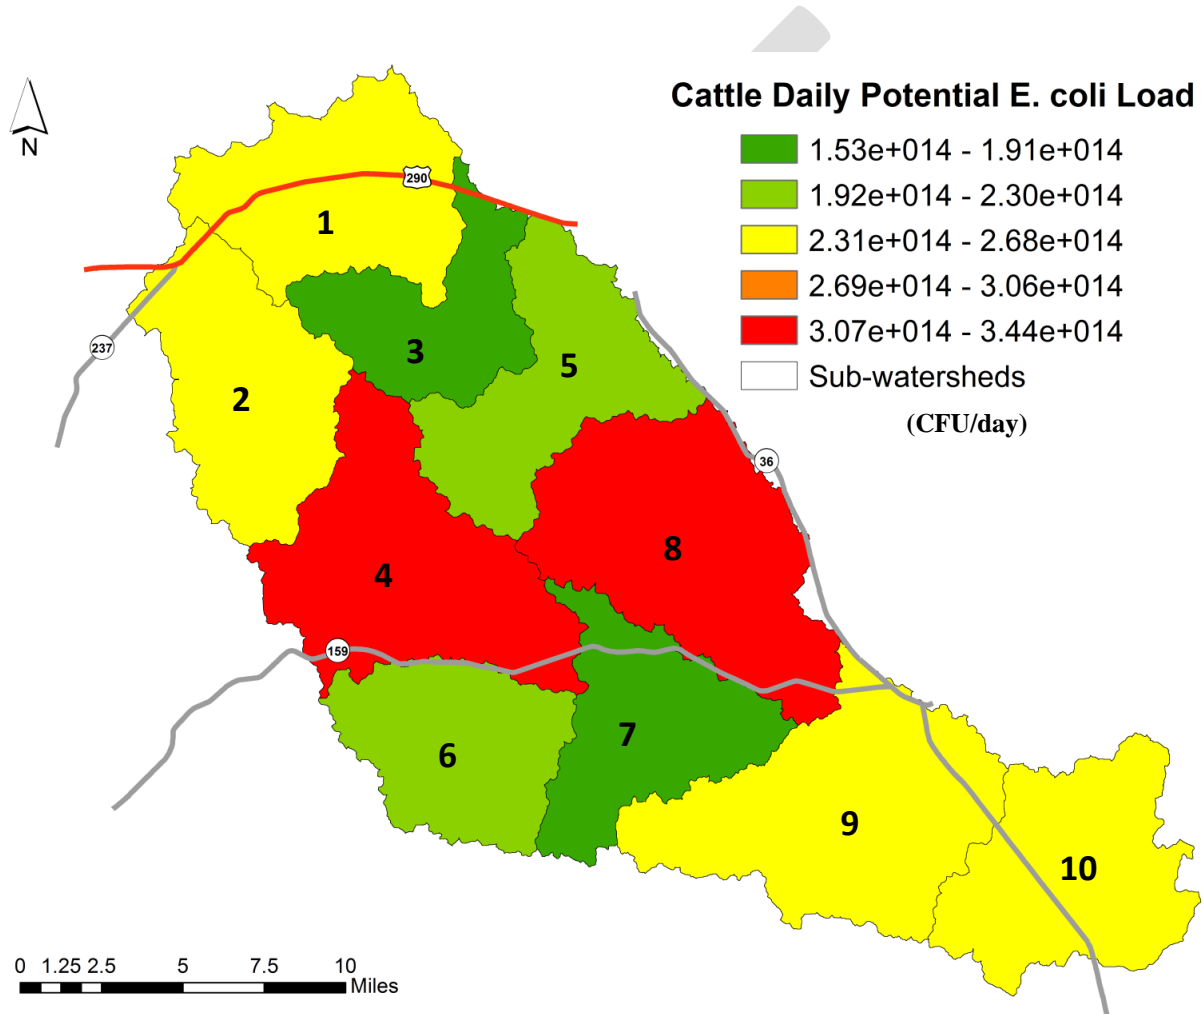 Cattle Daily Potential E. coli Load
1.53e+014 - 1.91e+014
1.92e+014 - 2.30e+014
2.31e+014 - 2.68e+014
2.69e+014 - 3.06e+014
3.07e+014 - 3.44e+014
Sub-watersheds
(CFU/day)
N
290
1
237
3
5
2
36
8
4
159
7
6
9
10
0 1.25 2.5 5 7.5 10
Miles